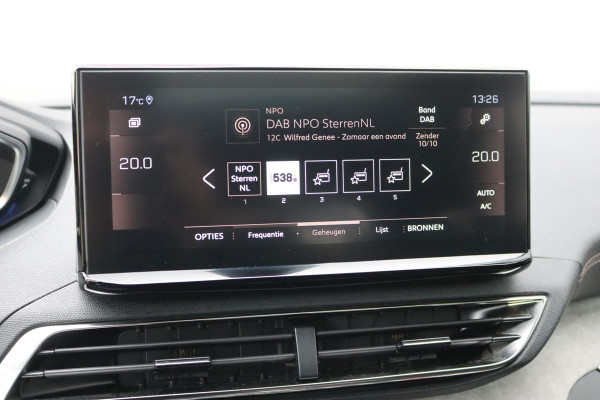 17°C
13:26
NPO
DAB NPO SterrenNL
12C Wilfred Genee - Zomaar een avond
Band
DAB
Zender
10/10
20.0
20.0
NPO
Sterren
NL
538
1
2
3
4
5
AUTO
A/C
OPTIES
Frequentie
Geheugen
Lijst
BRONNEN